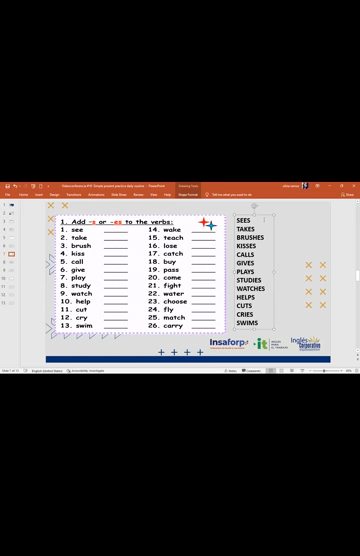 File Home Insert Design Transitions Animations Slide Show Review View Help Shape Format Tell me what you want to do
1. Add -s or -es to the verbs:
1. see
2. take
3. brush
4. kiss
5. call
6. give
7. play
8. study
9. watch
10. help
11. cut
12. cry
13. swim
14. wake
15. teach
16. lose
17. catch
18. buy
19. pass
20. come
21. fight
22. water
23. choose
24. fly
25. match
26. carry
SEES
TAKES
BRUSHES
KISSES
CALLS
GIVES
PLAYS
STUDIES
WATCHES
HELPS
CUTS
CRIES
SWIMS
Insaforp
it
Inglés
corporative